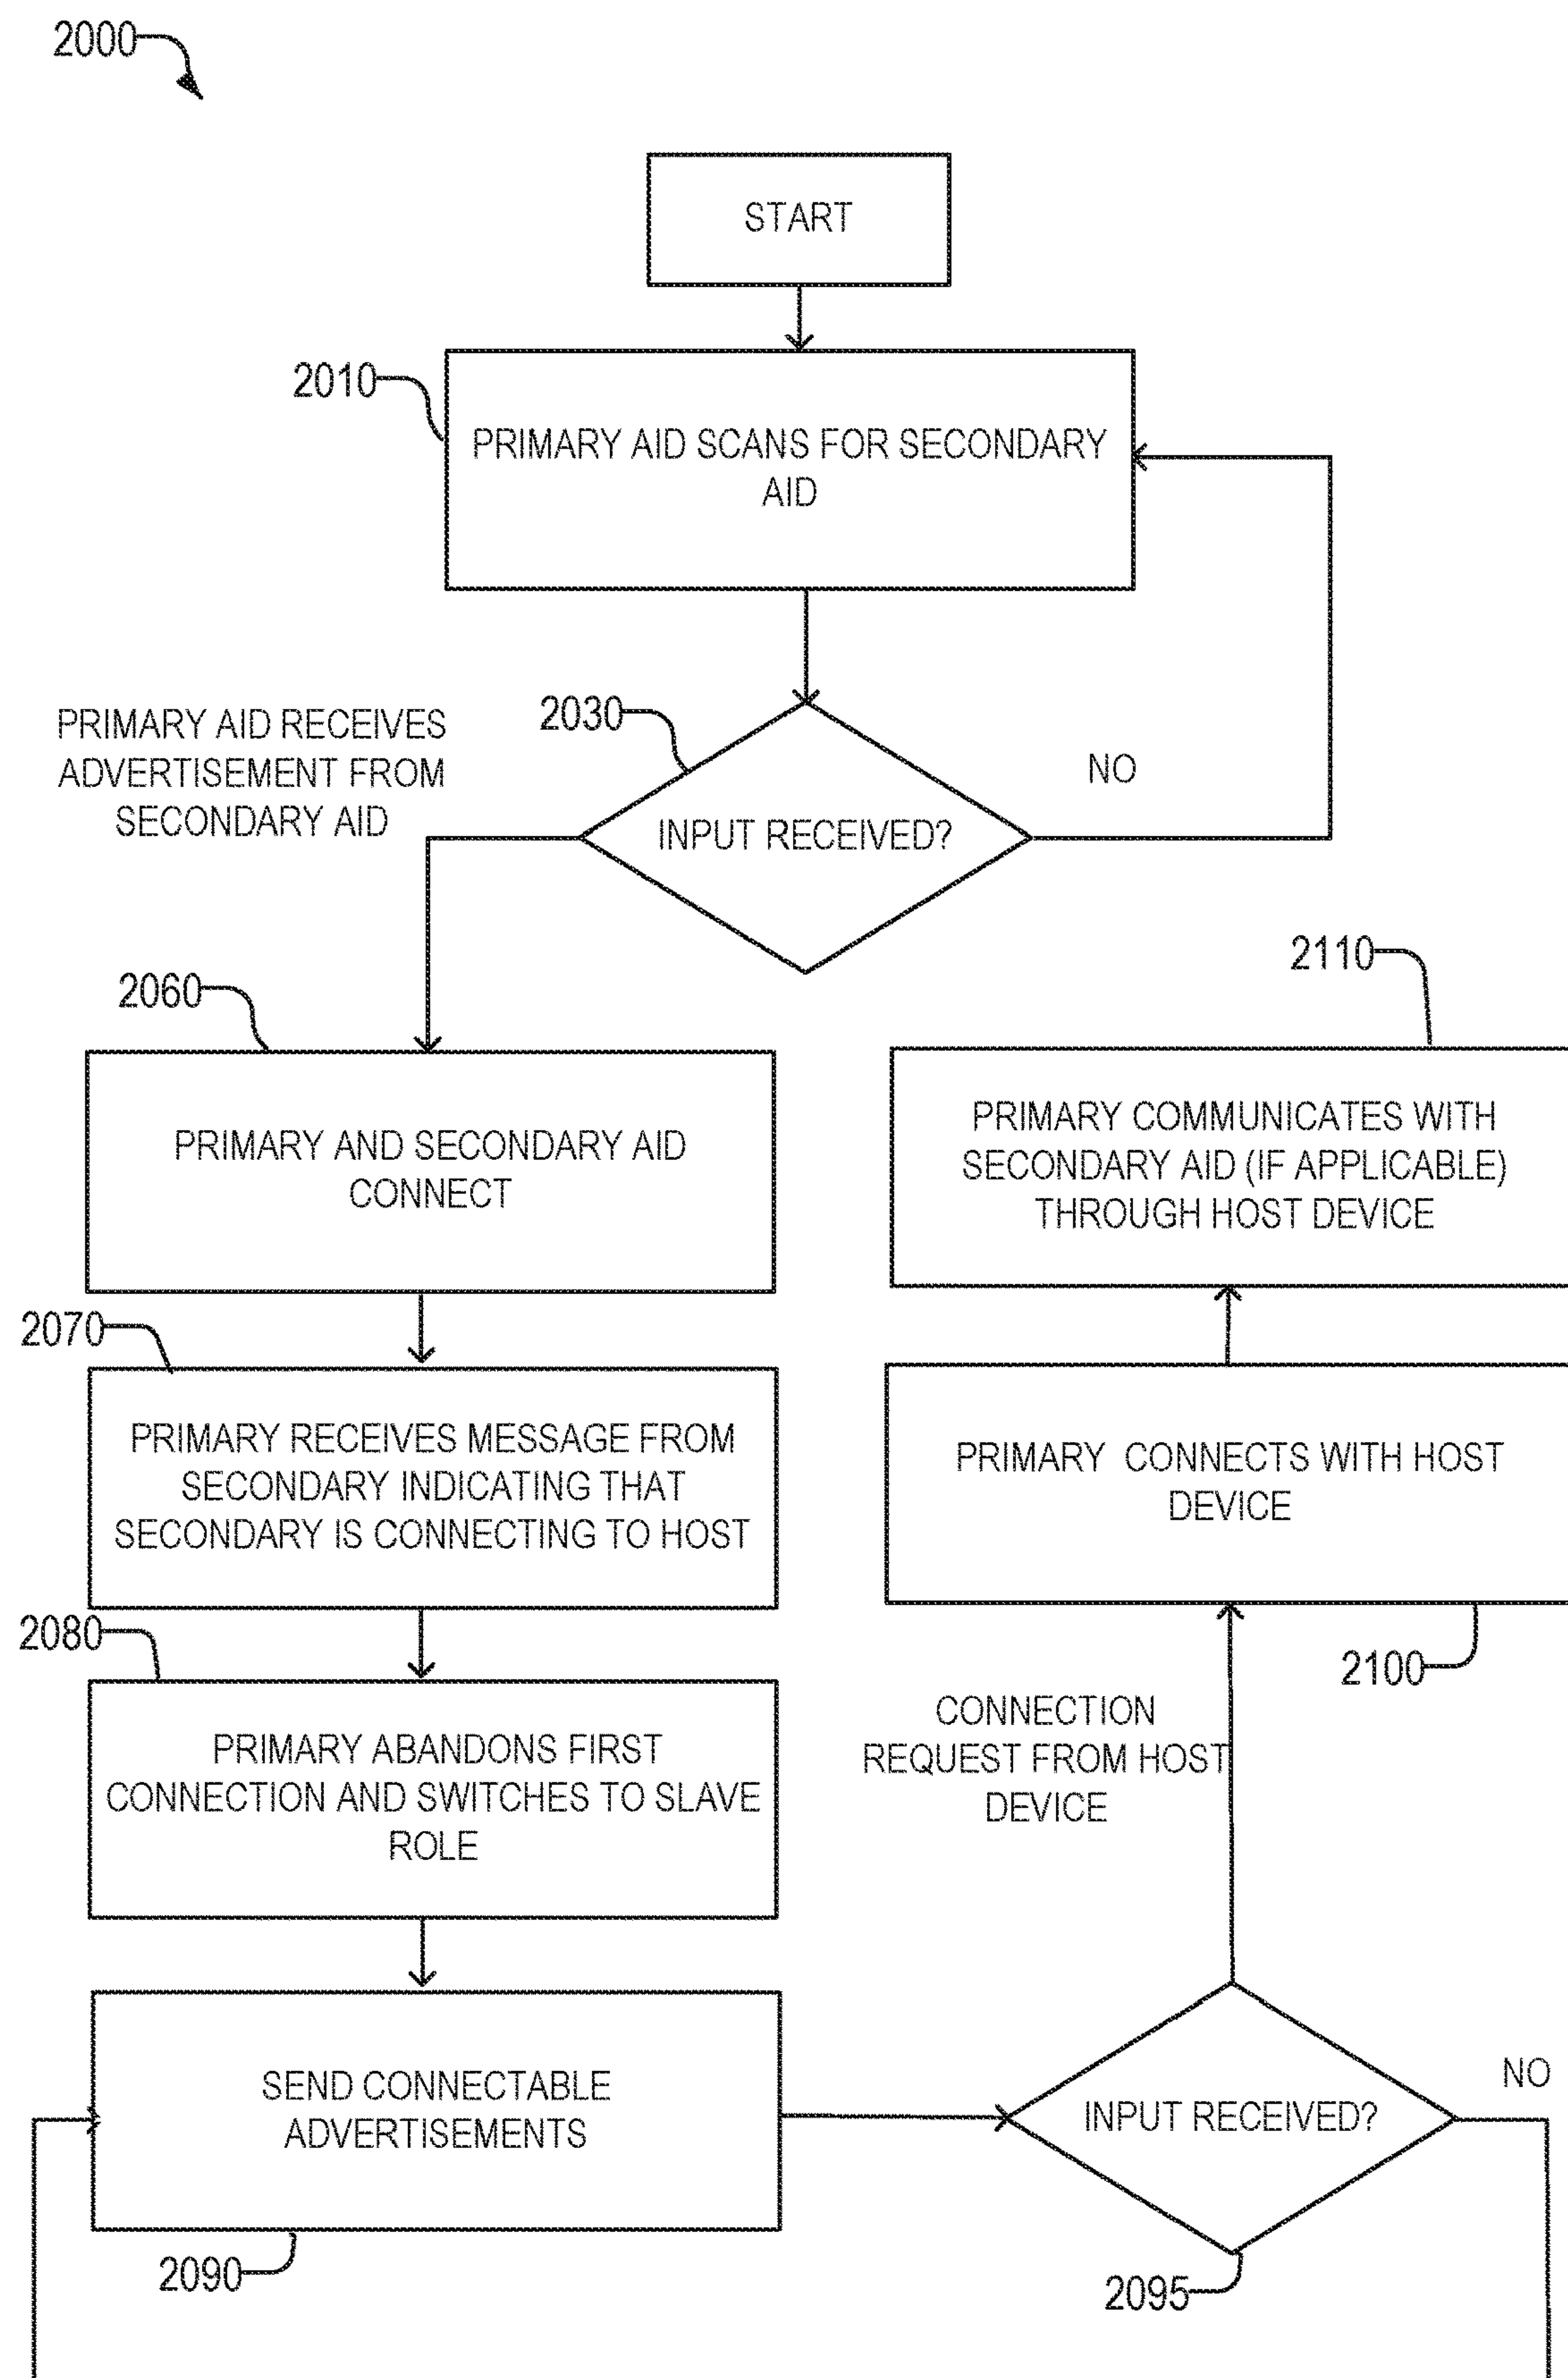 2000
START
2010
PRIMARY AID SCANS FOR SECONDARY
AID
2030
PRIMARY AID RECEIVES
ADVERTISEMENT FROM
SECONDARY AID
INPUT RECEIVED?
NO
2060
PRIMARY AND SECONDARY AID
CONNECT
2110
PRIMARY COMMUNICATES WITH
SECONDARY AID (IF APPLICABLE)
THROUGH HOST DEVICE
2070
PRIMARY RECEIVES MESSAGE FROM
SECONDARY INDICATING THAT
SECONDARY IS CONNECTING TO HOST
PRIMARY CONNECTS WITH HOST
DEVICE
2100
2080
PRIMARY ABANDONS FIRST
CONNECTION AND SWITCHES TO SLAVE
ROLE
CONNECTION
REQUEST FROM HOST
DEVICE
SEND CONNECTABLE
ADVERTISEMENTS
2090
INPUT RECEIVED?
NO
2095